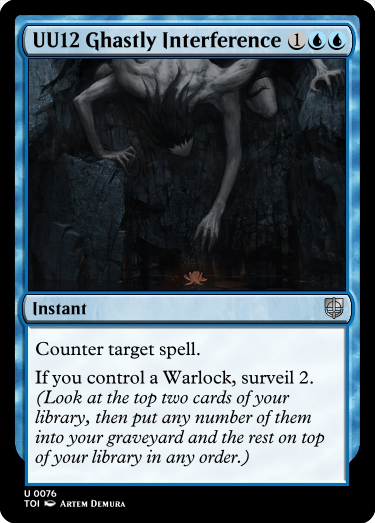 UU12 Ghastly Interference 1
Instant
Counter target spell.
If you control a Warlock, surveil 2.
(Look at the top two cards of your
library, then put any number of them
into your graveyard and the rest on top
of your library in any order.)
U 0076
TOI Artem Demura